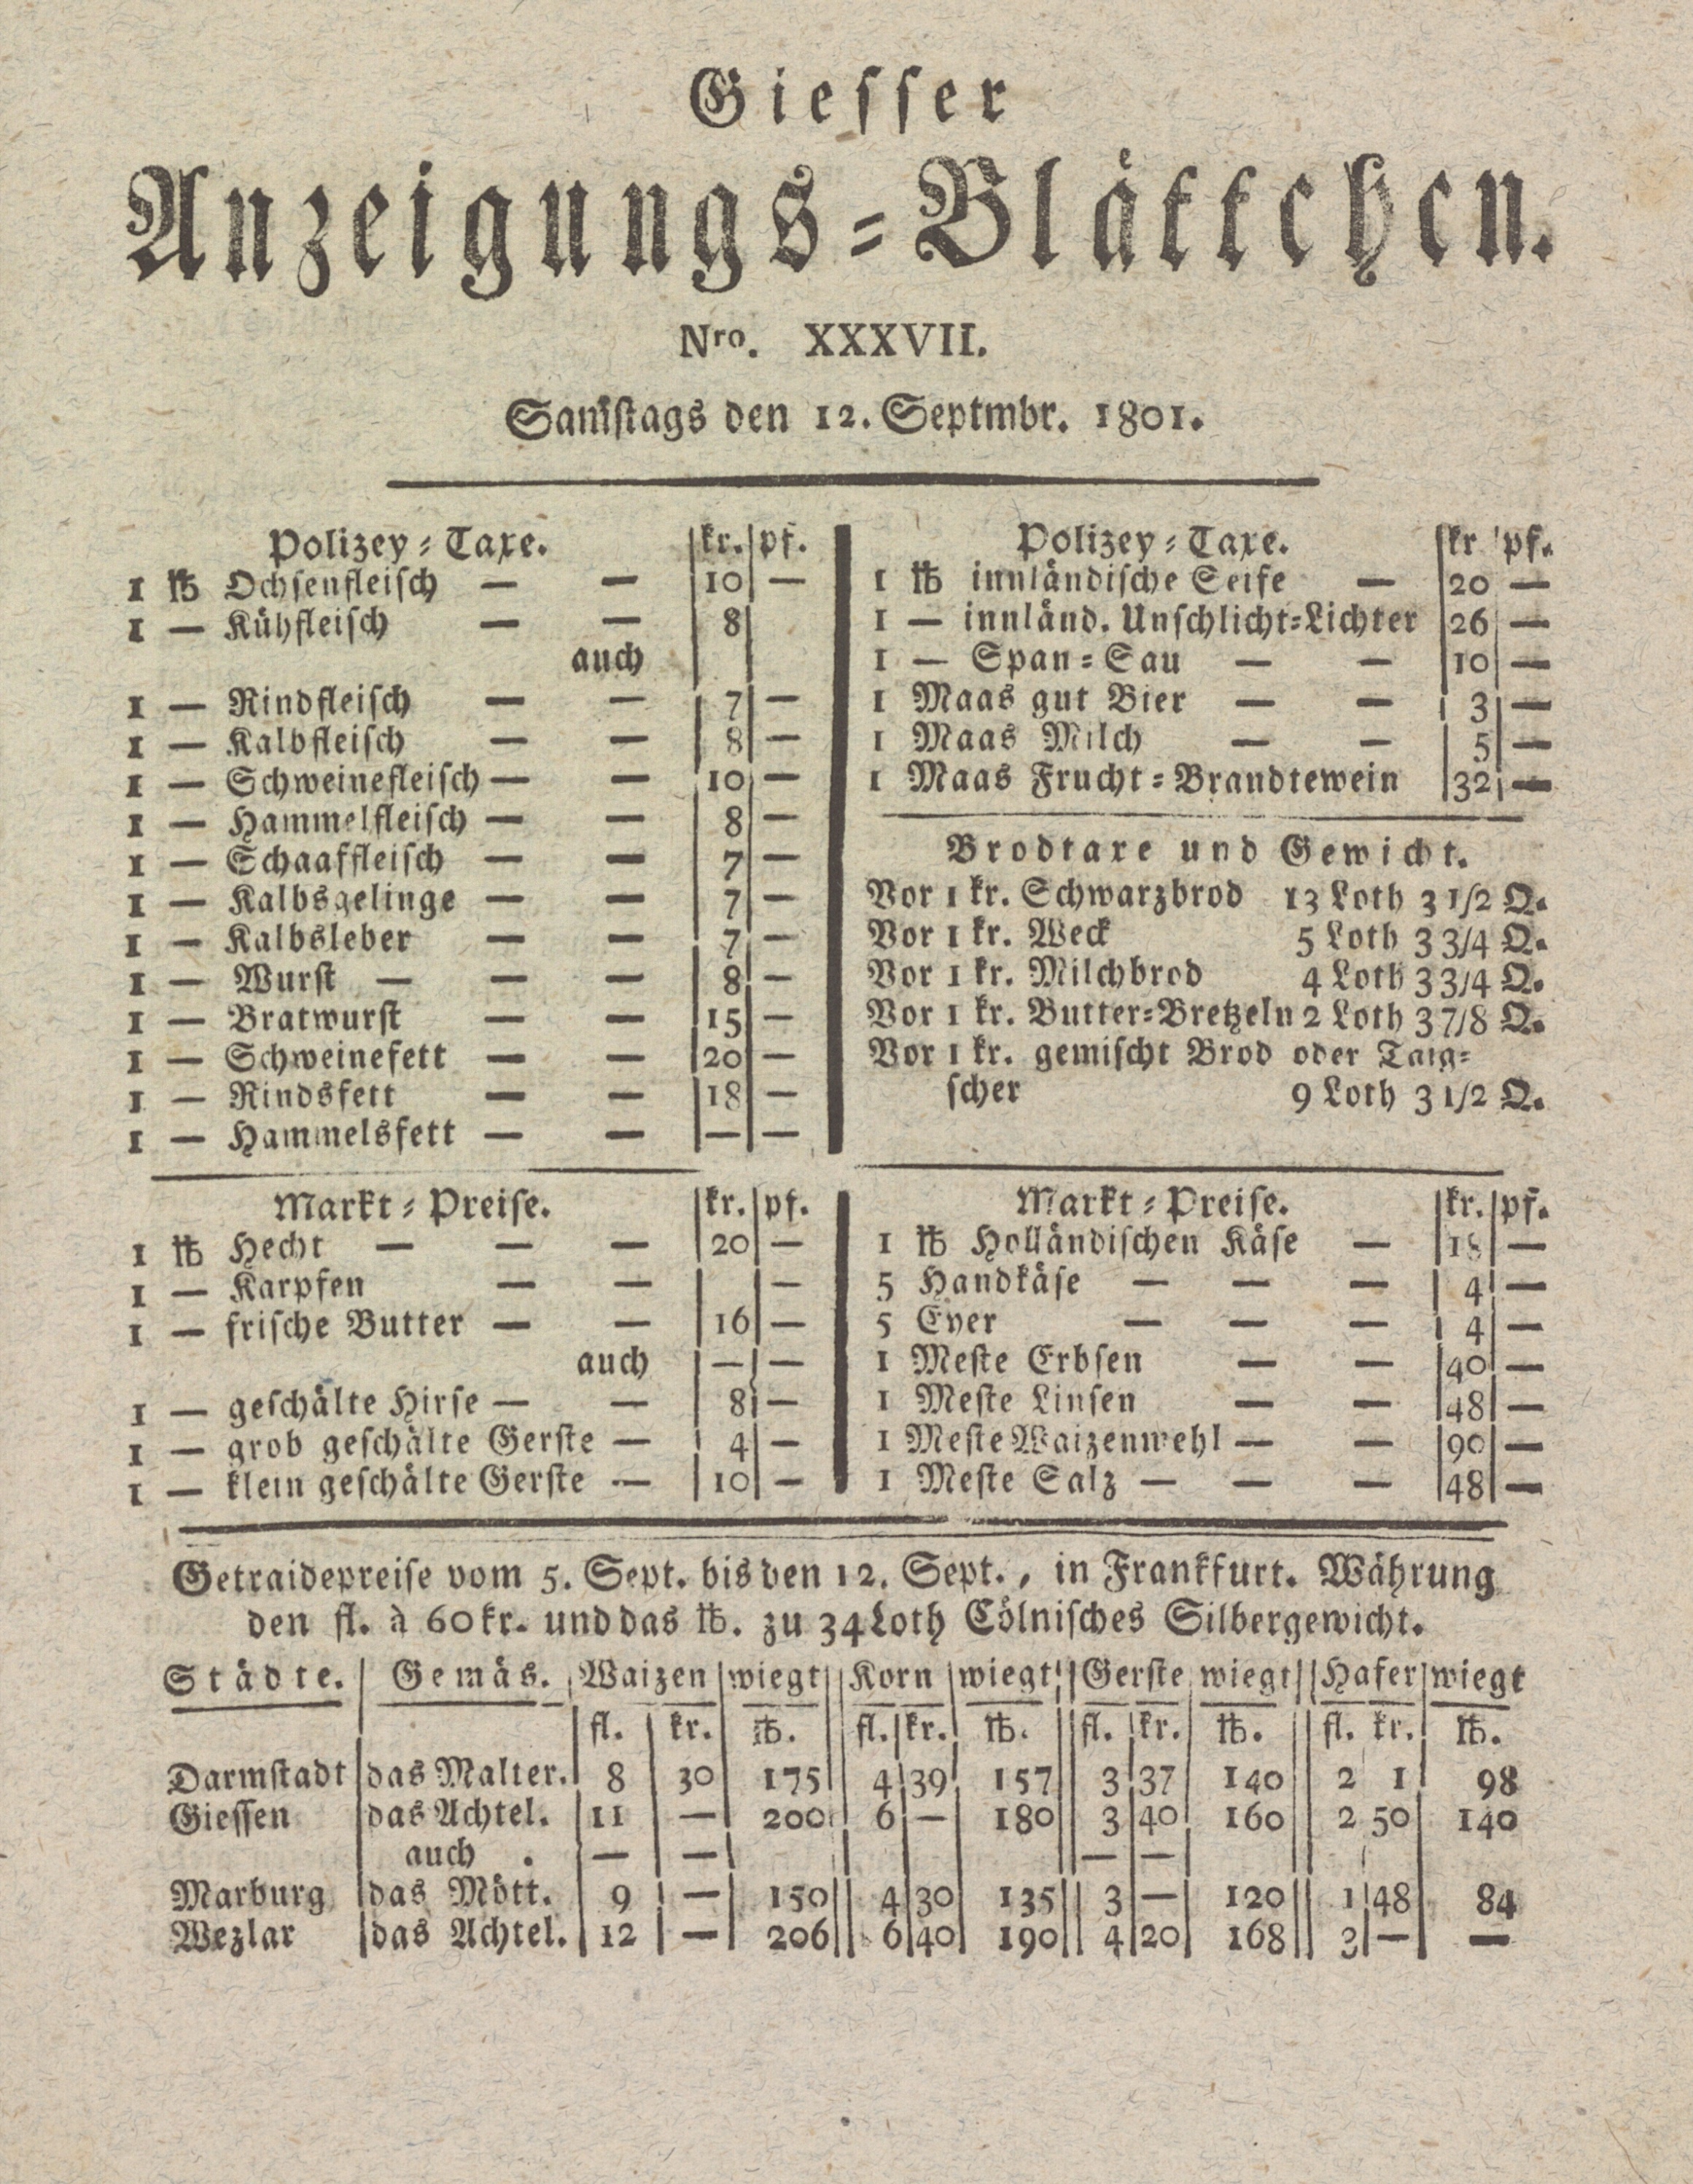 Giesser
Anzeigungs-Blättchen.
Nro. XXXVII.
Sam̄stags den 12. Septmbr. 1801.
Polizey-Taxe. kr. pf.
1 ℔ Ochsenfleisch — — 10 —
1 — Kühfleisch — — 8
auch
1 — Rindfleisch — — 7 —
1 — Kalbfleisch — — 8 —
1 — Schweinefleisch — — 10 —
1 — Hammelfleisch — — 8 —
1 — Schaaffleisch — — 7 —
1 — Kalbsgelinge — — 7 —
1 — Kalbsleber — — 7 —
1 — Wurst — — — 8 —
1 — Bratwurst — — 15 —
1 — Schweinefett — — 20 —
1 — Rindsfett — — 18 —
1 — Hammelsfett — — — —
Polizey-Taxe. kr pf.
1 ℔ innländische Seife — 20 —
1 — innländ. Unschlicht-Lichter 26 —
1 — Span-Sau — — 10 —
1 Maas gut Bier — — 3 —
1 Maas Milch — — 5 —
1 Maas Frucht-Brandtewein 32 —
Brodtaxe und Gewicht.
Vor 1 kr. Schwarzbrod 13 Loth 3 1/2 Q.
Vor 1 kr. Weck 5 Loth 3 3/4 Q.
Vor 1 kr. Milchbrod 4 Loth 3 3/4 Q.
Vor 1 kr. Butter-Bretzeln 2 Loth 3 7/8 Q.
Vor 1 kr. gemischt Brod oder Taig-
scher 9 Loth 3 1/2 Q.
Markt-Preise. kr. pf.
1 ℔ Hecht — — — 20 —
1 — Karpfen — — —
1 — frische Butter — — 16 —
auch — —
1 — geschälte Hirse — — 8 —
1 — grob geschälte Gerste — 4 —
1 — klein geschälte Gerste — 10 —
Markt-Preise. kr. pf.
1 ℔ Holländischen Käse — 18 —
5 Handkäse — — — 4 —
5 Eyer — — — 4 —
1 Meste Erbsen — — 40 —
1 Meste Linsen — — 48 —
1 Meste Waizenwehl — — 90 —
1 Meste Salz — — — 48 —
Getraidepreise vom 5. Sept. bis den 12. Sept., in Frankfurt. Währung
den fl. à 60 kr. und das ℔. zu 34 Loth Cölnisches Silbergewicht.
Städte. Gemäs. Waizen wiegt Korn wiegt Gerste wiegt Hafer wiegt
fl. kr. ℔. fl. kr. ℔. fl. kr. ℔. fl. kr. ℔.
Darmstadt das Malter. 8 30 175 4 39 157 3 37 140 2 1 98
Giessen das Achtel. 11 — 200 6 — 180 3 40 160 2 50 140
auch . — — — —
Marburg das Mött. 9 — 150 4 30 135 3 — 120 1 48 84
Wezlar das Achtel. 12 — 206 6 40 190 4 20 168 3 — —